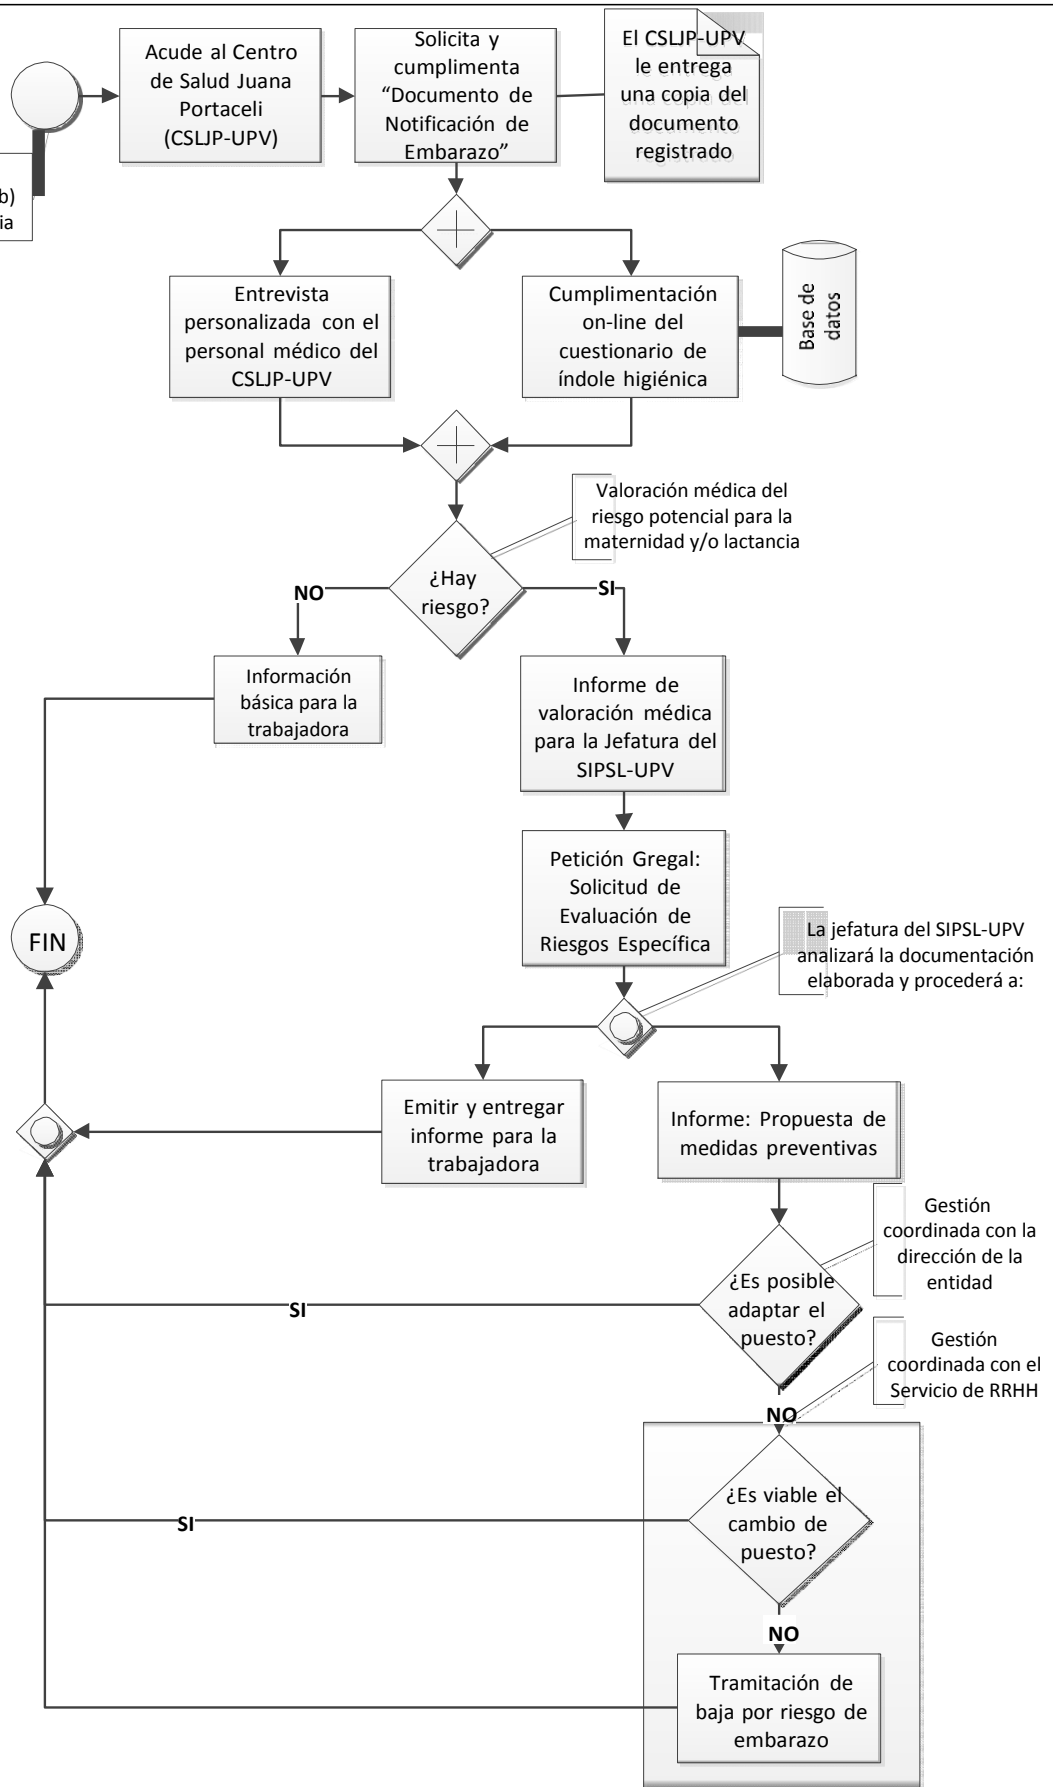 Acude al Centro
de Salud Juana
Portaceli
(CSLJP-UPV)
Solicita y
cumplimenta
“Documento de
Notificación de
Embarazo”
El CSLJP-UPV
le entrega
una copia del
documento
registrado
b)
ia
Entrevista
personalizada con el
personal médico del
CSLJP-UPV
Cumplimentación
on-line del
cuestionario de
índole higiénica
Base de
datos
Valoración médica del
riesgo potencial para la
maternidad y/o lactancia
¿Hay
riesgo?
NO
SI
Información
básica para la
trabajadora
Informe de
valoración médica
para la Jefatura del
SIPSL-UPV
Petición Gregal:
Solicitud de
Evaluación de
Riesgos Específica
FIN
La jefatura del SIPSL-UPV
analizará la documentación
elaborada y procederá a:
Emitir y entregar
informe para la
trabajadora
Informe: Propuesta de
medidas preventivas
Gestión
coordinada con la
dirección de la
entidad
¿Es posible
adaptar el
puesto?
SI
Gestión
coordinada con el
Servicio de RRHH
NO
¿Es viable el
cambio de
puesto?
SI
NO
Tramitación de
baja por riesgo de
embarazo